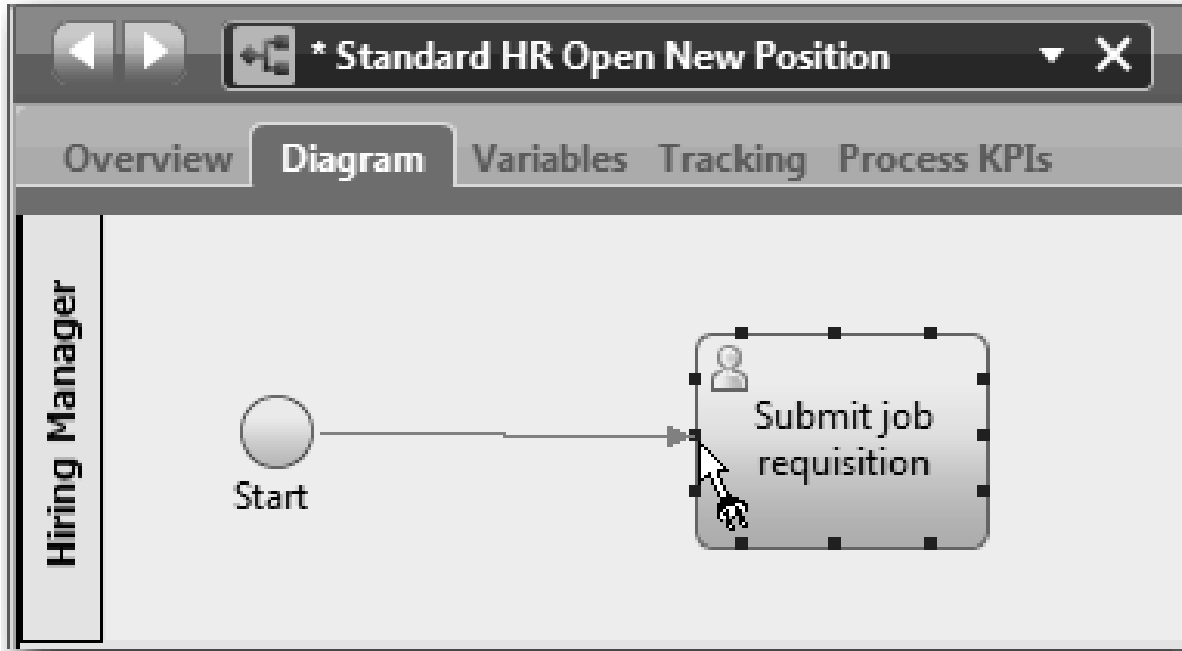 * Standard HR Open New Position
Overview Diagram Variables Tracking Process KPIs
Hiring Manager
Start
Submit job
requisition